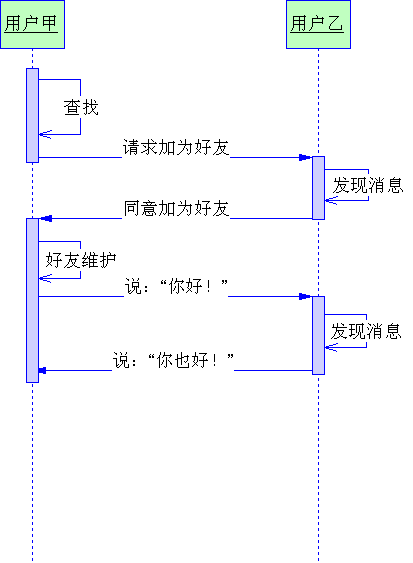 用户甲
用户乙
查找
请求加为好友
发现消息
同意加为好友
好友维护
说：“你好！”
发现消息
说：“你也好！”